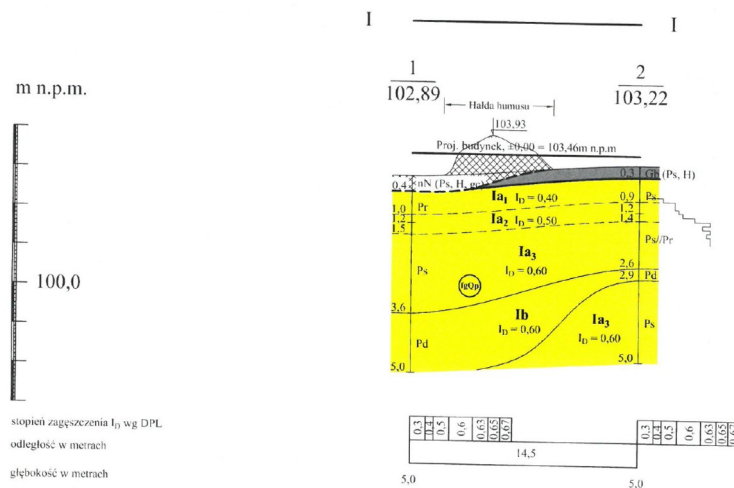 I I
1
102,89
2
103,22
m n.p.m.
Hałda humusu
103,93
Proj. budynek, ±0,00 = 103,46m n.p.m
0,3 Gb (Ps, H)
0,4 nN (Ps, H, gc)
Ia1 ID = 0,40
0,9 Ps
1,0 Pr
1,2
1,2
Ia2 ID = 0,50
1,4
1,5
Ps//Pr
Ia3
ID = 0,60
2,6
Ps
2,9 Pd
100,0
fgQp
3,6
Ib
ID = 0,60
Ia3
ID = 0,60
Ps
Pd
5,0
5,0
stopień zagęszczenia ID wg DPL
0,3 0,4 0,5 0,6 0,63 0,65 0,67
0,3 0,4 0,5 0,6 0,63 0,65 0,67
odległość w metrach
14,5
głębokość w metrach
5,0
5,0